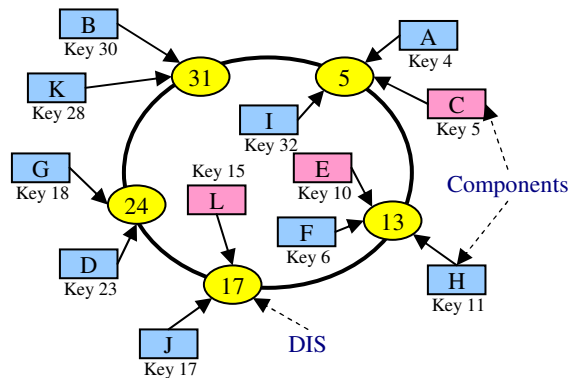 B
Key 30
31
5
A
Key 4
K
Key 28
C
Key 5
I
Key 32
G
Key 18
Key 15
L
E
Key 10
Components
24
13
F
Key 6
D
Key 23
H
Key 11
17
J
Key 17
DIS